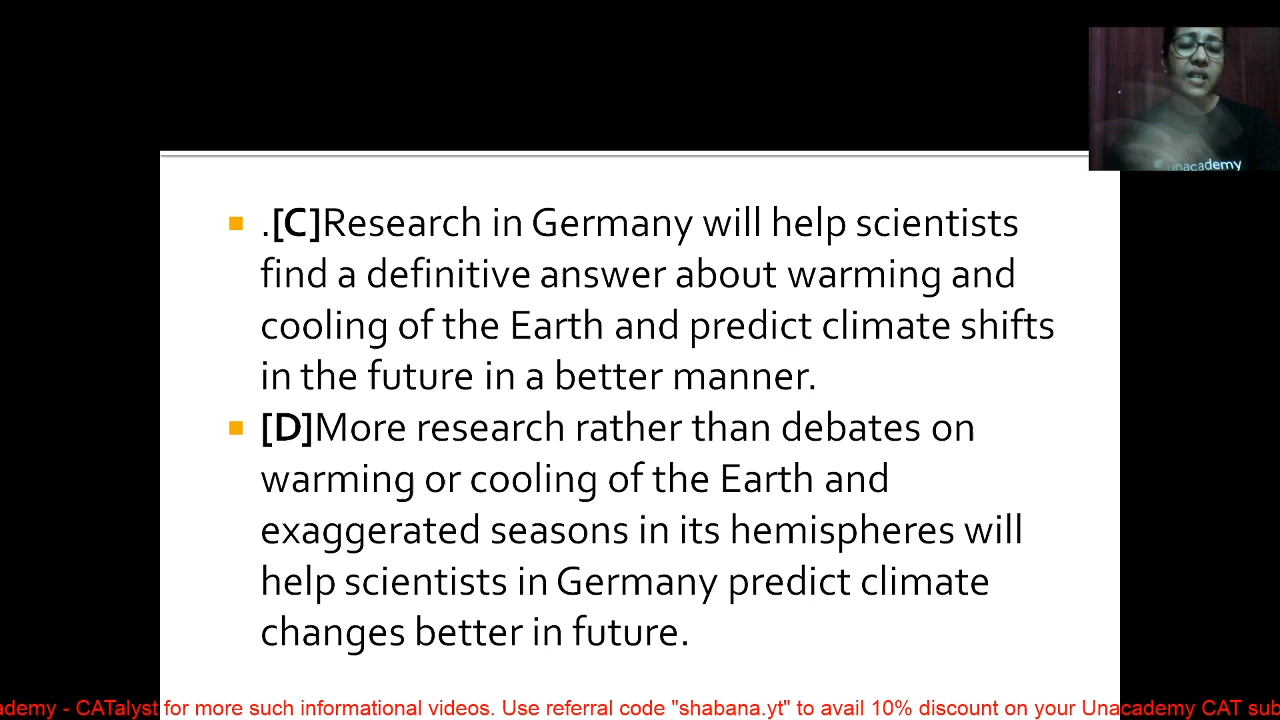 unacademy
.[C]Research in Germany will help scientists
find a definitive answer about warming and
cooling of the Earth and predict climate shifts
in the future in a better manner.
[D]More research rather than debates on
warming or cooling of the Earth and
exaggerated seasons in its hemispheres will
help scientists in Germany predict climate
changes better in future.
ademy - CATalyst for more such informational videos. Use referral code "shabana.yt" to avail 10% discount on your Unacademy CAT sub